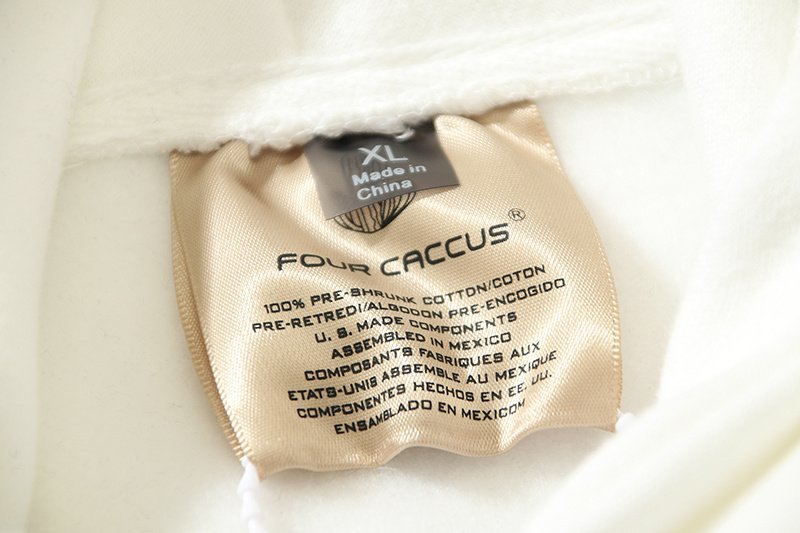 XL
Made in
China
FOUR CACCUS®
100% PRE-SHRUNK COTTON/COTON
PRE-RETREDI/ALGODON PRE-ENCOGIDO
U. S. MADE COMPONENTS
ASSEMBLED IN MEXICO
COMPOSANTS FABRIQUES AUX
ETATS-UNIS ASSEMBLE AU MEXIQUE
COMPONENTES HECHOS EN EE. UU.
ENSAMBLADO EN MEXICOM